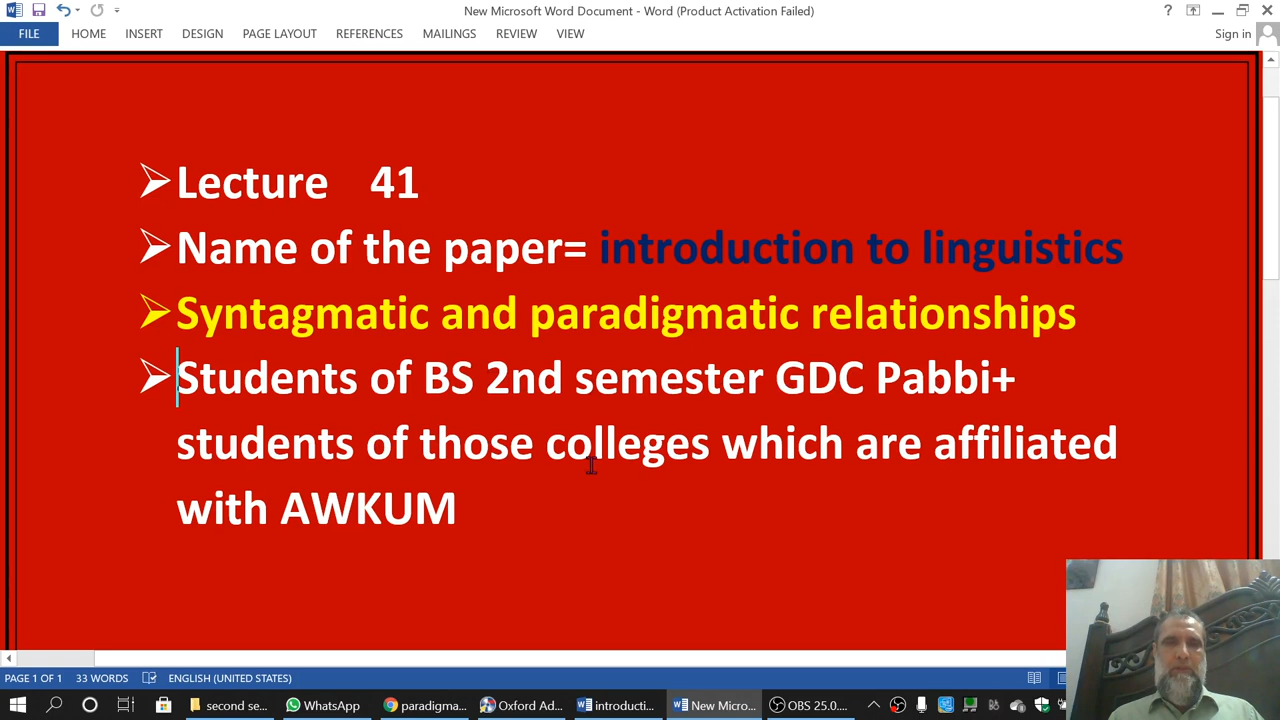 New Microsoft Word Document - Word (Product Activation Failed)
FILE HOME INSERT DESIGN PAGE LAYOUT REFERENCES MAILINGS REVIEW VIEW Sign in
Lecture 41
Name of the paper= introduction to linguistics
Syntagmatic and paradigmatic relationships
Students of BS 2nd semester GDC Pabbi+
students of those colleges which are affiliated
with AWKUM
PAGE 1 OF 1 33 WORDS ENGLISH (UNITED STATES)
second se... WhatsApp paradigma... Oxford Ad... introducti... New Micro... OBS 25.0....